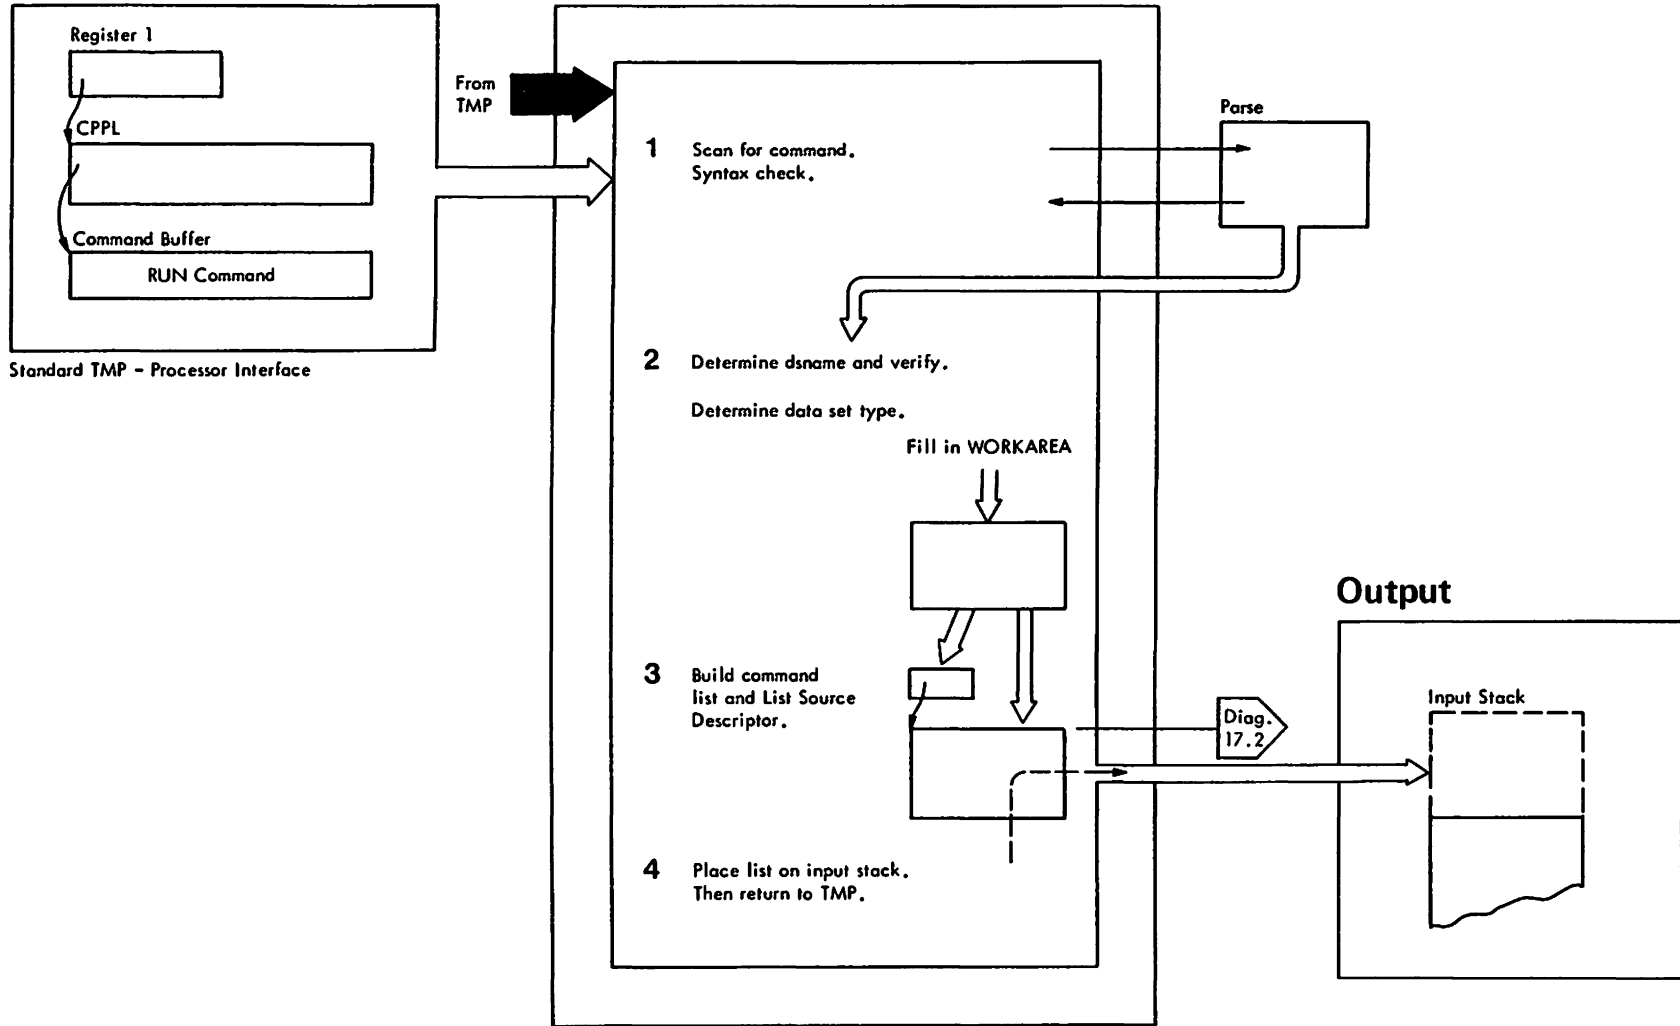 Register 1
CPPL
Command Buffer
RUN Command
Standard TMP - Processor Interface
From
TMP
1 Scan for command.
Syntax check.
Parse
2 Determine dsname and verify.
Determine data set type.
Fill in WORKAREA
3 Build command
list and List Source
Descriptor.
Diag.
17.2
4 Place list on input stack.
Then return to TMP.
Output
Input Stack